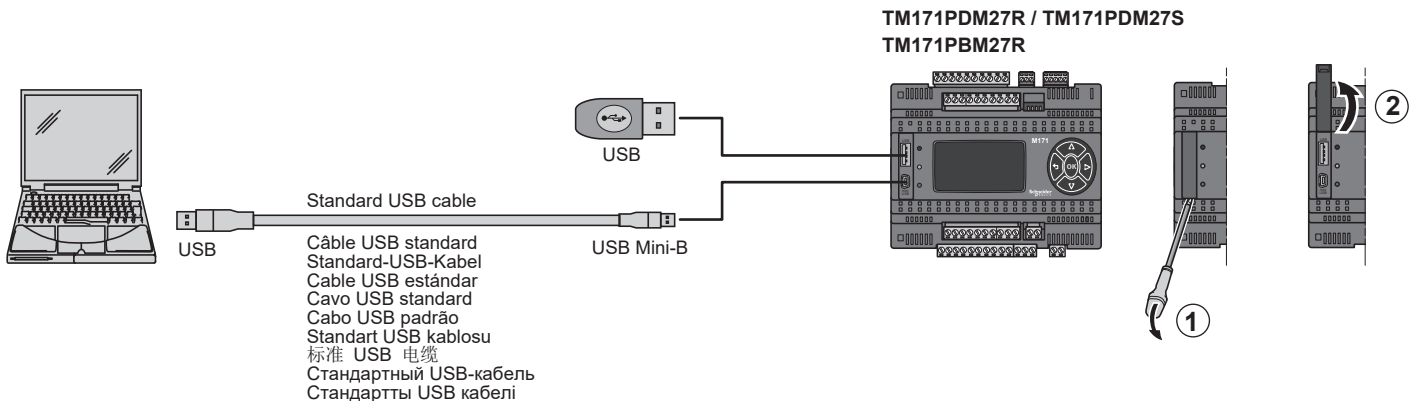 TM171PDM27R / TM171PDM27S
TM171PBM27R
USB
M171
OK
Schneider
2
1
Standard USB cable
USB
USB Mini-B
Câble USB standard
Standard-USB-Kabel
Cable USB estándar
Cavo USB standard
Cabo USB padrão
Standart USB kablosu
标准 USB 电缆
Стандартный USB-кабель
Стандартты USB кабелі